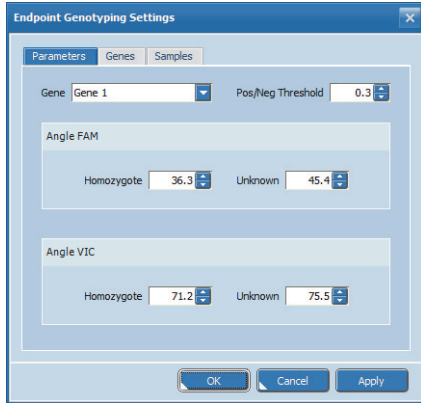 Endpoint Genotyping Settings
Parameters Genes Samples
Gene Gene 1 Pos/Neg Threshold 0.3
Angle FAM
Homozygote 36.3 Unknown 45.4
Angle VIC
Homozygote 71.2 Unknown 75.5
OK Cancel Apply